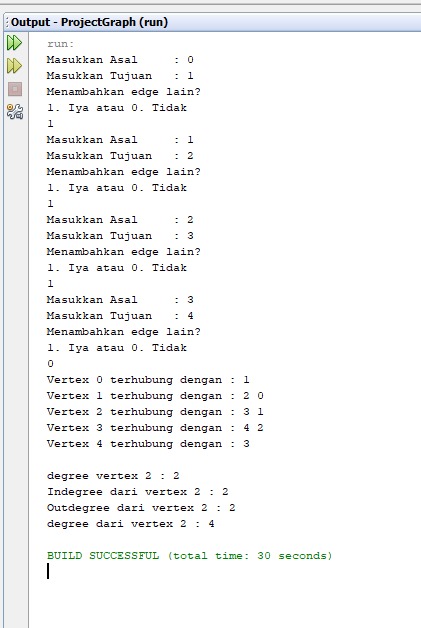 Output - ProjectGraph (run)
run:
Masukkan Asal     : 0
Masukkan Tujuan   : 1
Menambahkan edge lain?
1. Iya atau 0. Tidak
1
Masukkan Asal     : 1
Masukkan Tujuan   : 2
Menambahkan edge lain?
1. Iya atau 0. Tidak
1
Masukkan Asal     : 2
Masukkan Tujuan   : 3
Menambahkan edge lain?
1. Iya atau 0. Tidak
1
Masukkan Asal     : 3
Masukkan Tujuan   : 4
Menambahkan edge lain?
1. Iya atau 0. Tidak
0
Vertex 0 terhubung dengan : 1
Vertex 1 terhubung dengan : 2 0
Vertex 2 terhubung dengan : 3 1
Vertex 3 terhubung dengan : 4 2
Vertex 4 terhubung dengan : 3
degree vertex 2 : 2
Indegree dari vertex 2 : 2
Outdegree dari vertex 2 : 2
degree dari vertex 2 : 4
BUILD SUCCESSFUL (total time: 30 seconds)